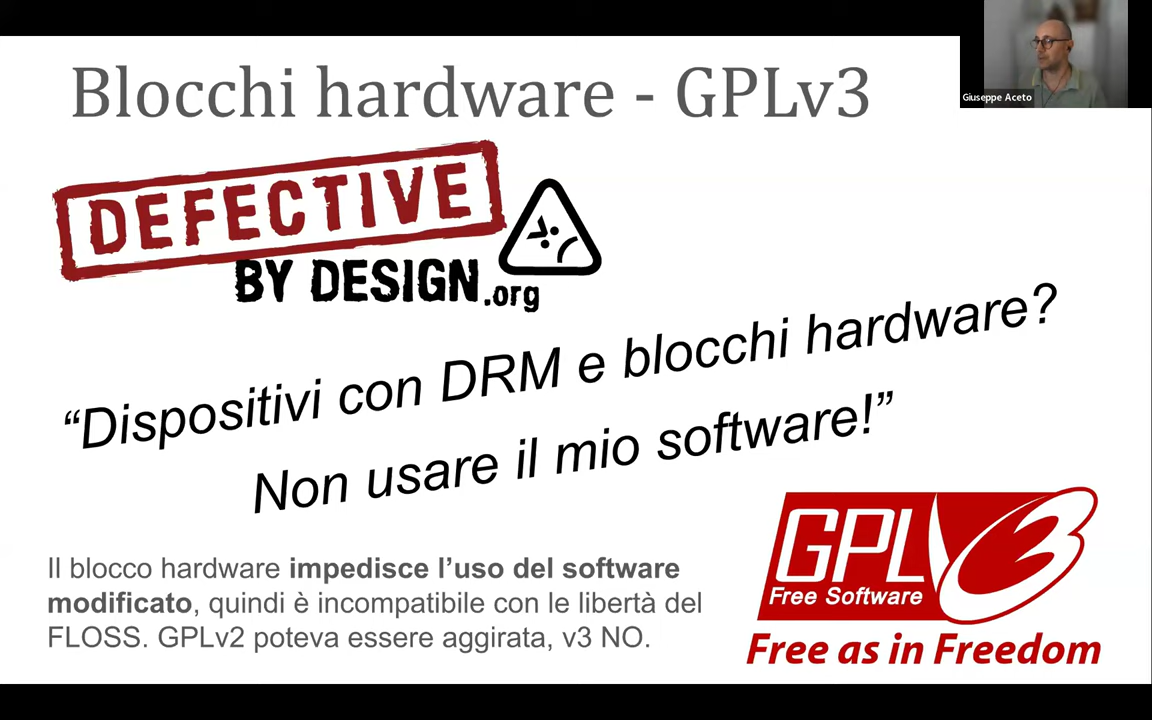 Blocchi hardware - GPLv3
Giuseppe Aceto
DEFECTIVE
BY DESIGN.org
“Dispositivi con DRM e blocchi hardware?
Non usare il mio software!”
Il blocco hardware impedisce l’uso del software
modificato, quindi è incompatibile con le libertà del
FLOSS. GPLv2 poteva essere aggirata, v3 NO.
GPLv3
Free Software
Free as in Freedom